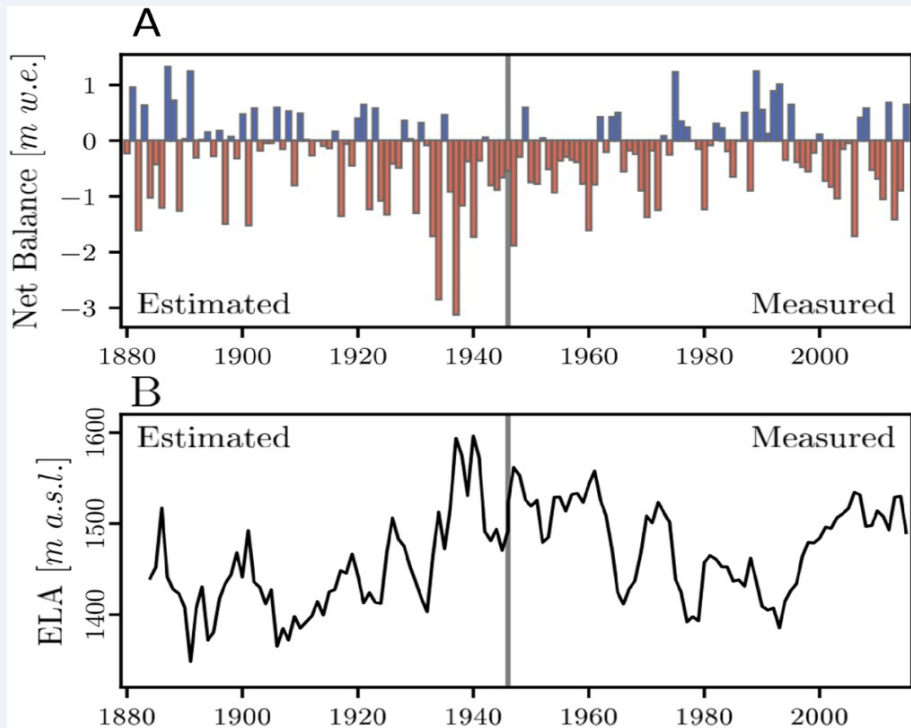 A
Net Balance [m w.e.]
1
0
−1
−2
−3
Estimated
Measured
1880 1900 1920 1940 1960 1980 2000
B
ELA [m a.s.l.]
1600
1500
1400
Estimated
Measured
1880 1900 1920 1940 1960 1980 2000